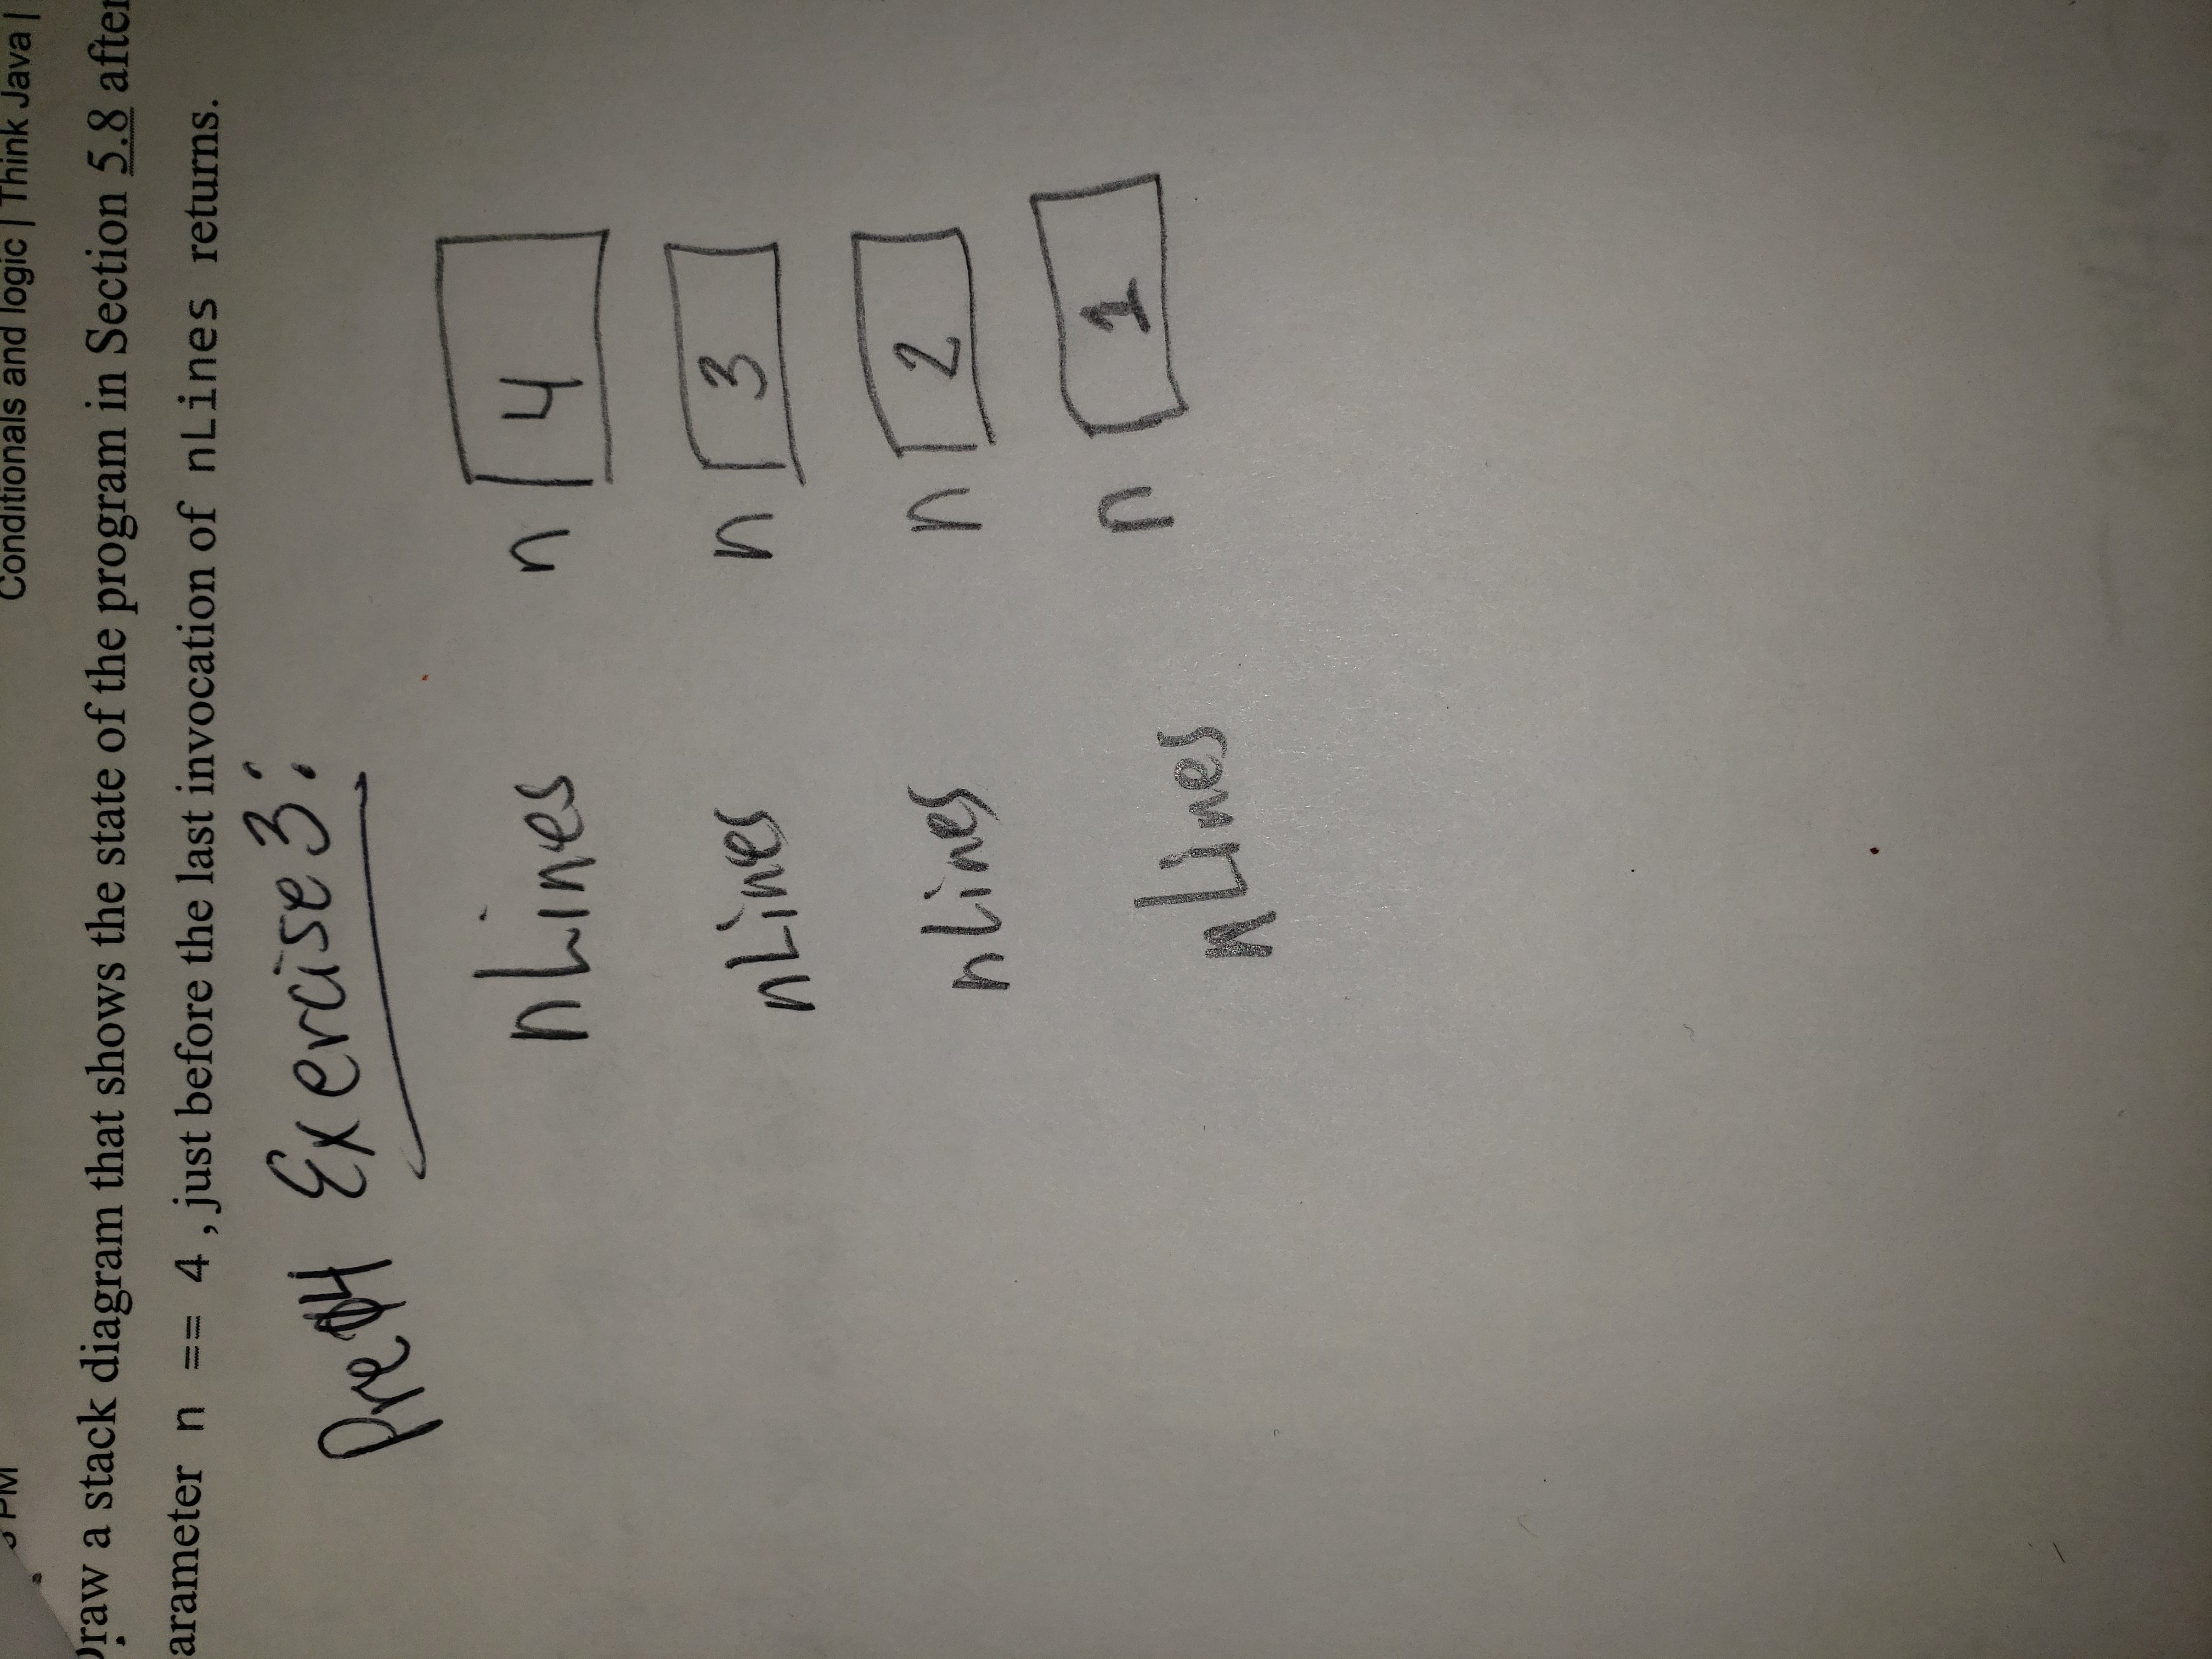 PM
Conditionals and logic | Think Java |
Draw a stack diagram that shows the state of the program in Section 5.8 after
arameter n == 4 , just before the last invocation of nLines returns.
Pre 4 Exercise 3:
nLines n 4
nLines n 3
nLines n 2
nLines n 1